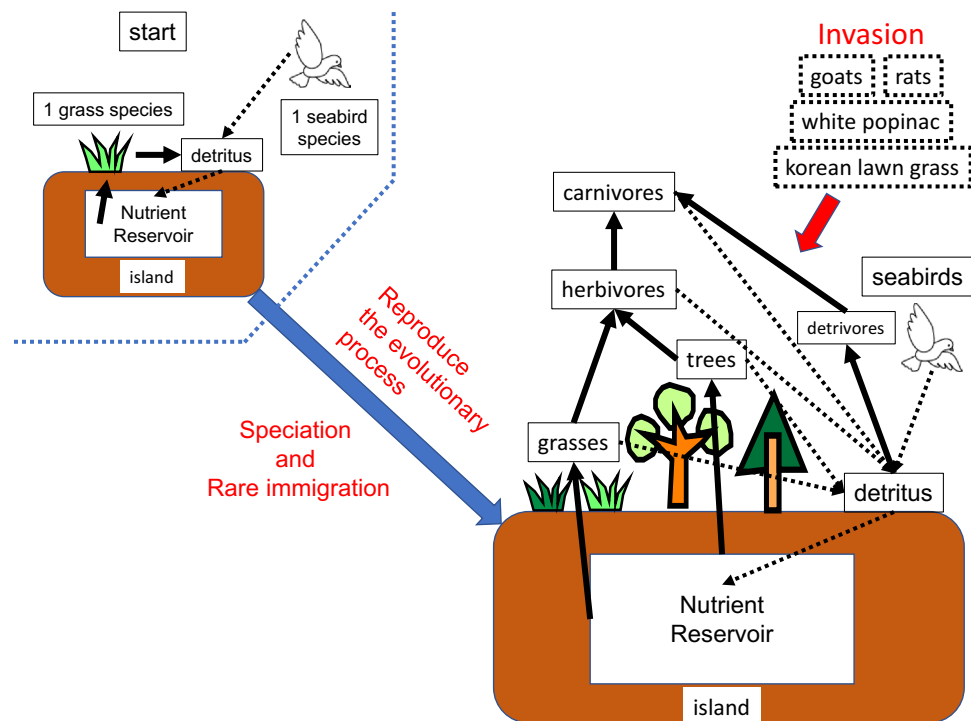 start
1 grass species
1 seabird
species
detritus
Nutrient
Reservoir
island
Reproduce
the evolutionary
process
Speciation
and
Rare immigration
Invasion
goats
rats
white popinac
korean lawn grass
carnivores
seabirds
herbivores
detrivores
trees
grasses
detritus
Nutrient
Reservoir
island